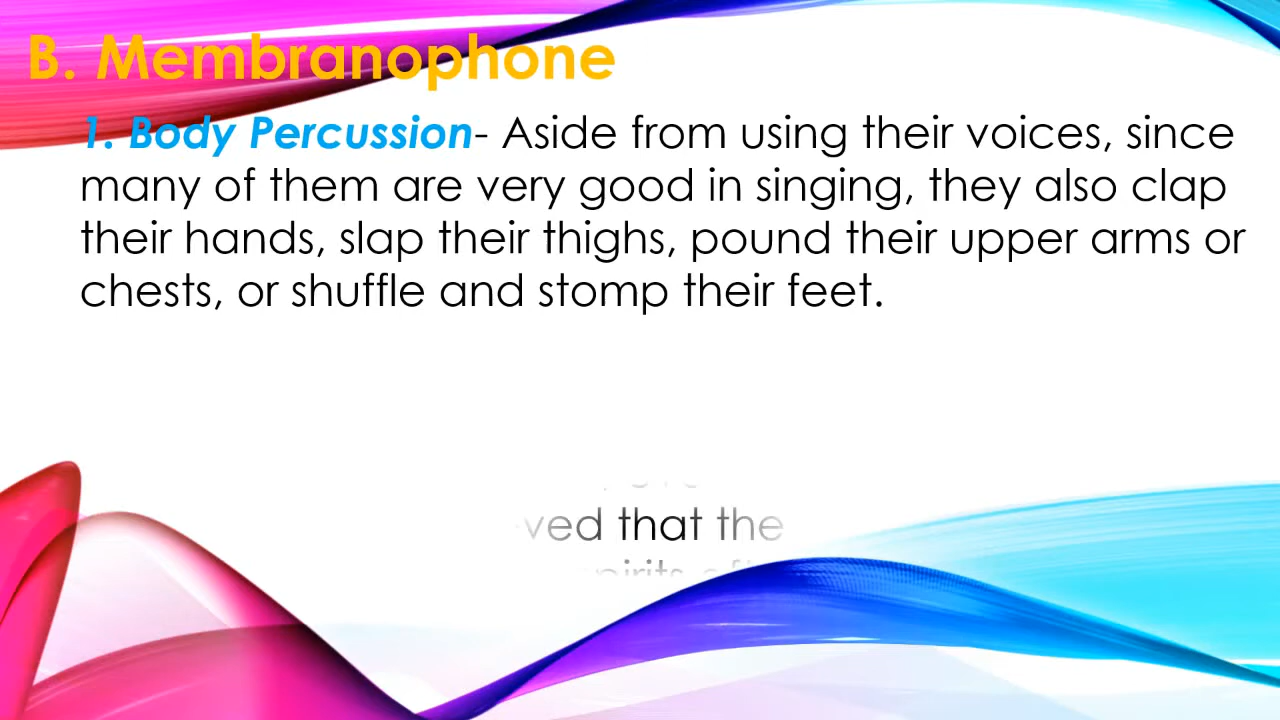 B. Membranophone
1. Body Percussion- Aside from using their voices, since
many of them are very good in singing, they also clap
their hands, slap their thighs, pound their upper arms or
chests, or shuffle and stomp their feet.
that the